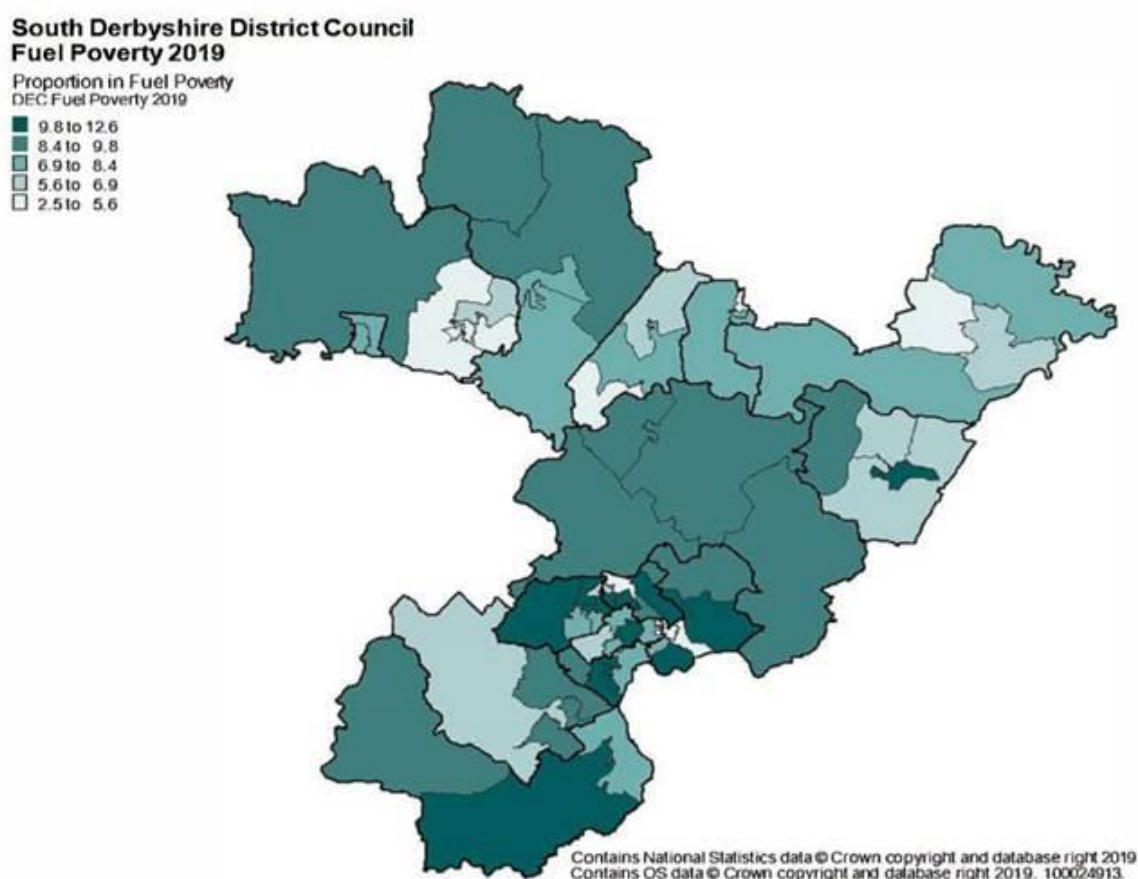 South Derbyshire District Council
Fuel Poverty 2019
Proportion in Fuel Poverty
DEC Fuel Poverty 2019
9.8 to 12.6
8.4 to 9.8
6.9 to 8.4
5.6 to 6.9
2.5 to 5.6
Contains National Statistics data © Crown copyright and database right 2019
Contains OS data © Crown copyright and database right 2019. 100024913.